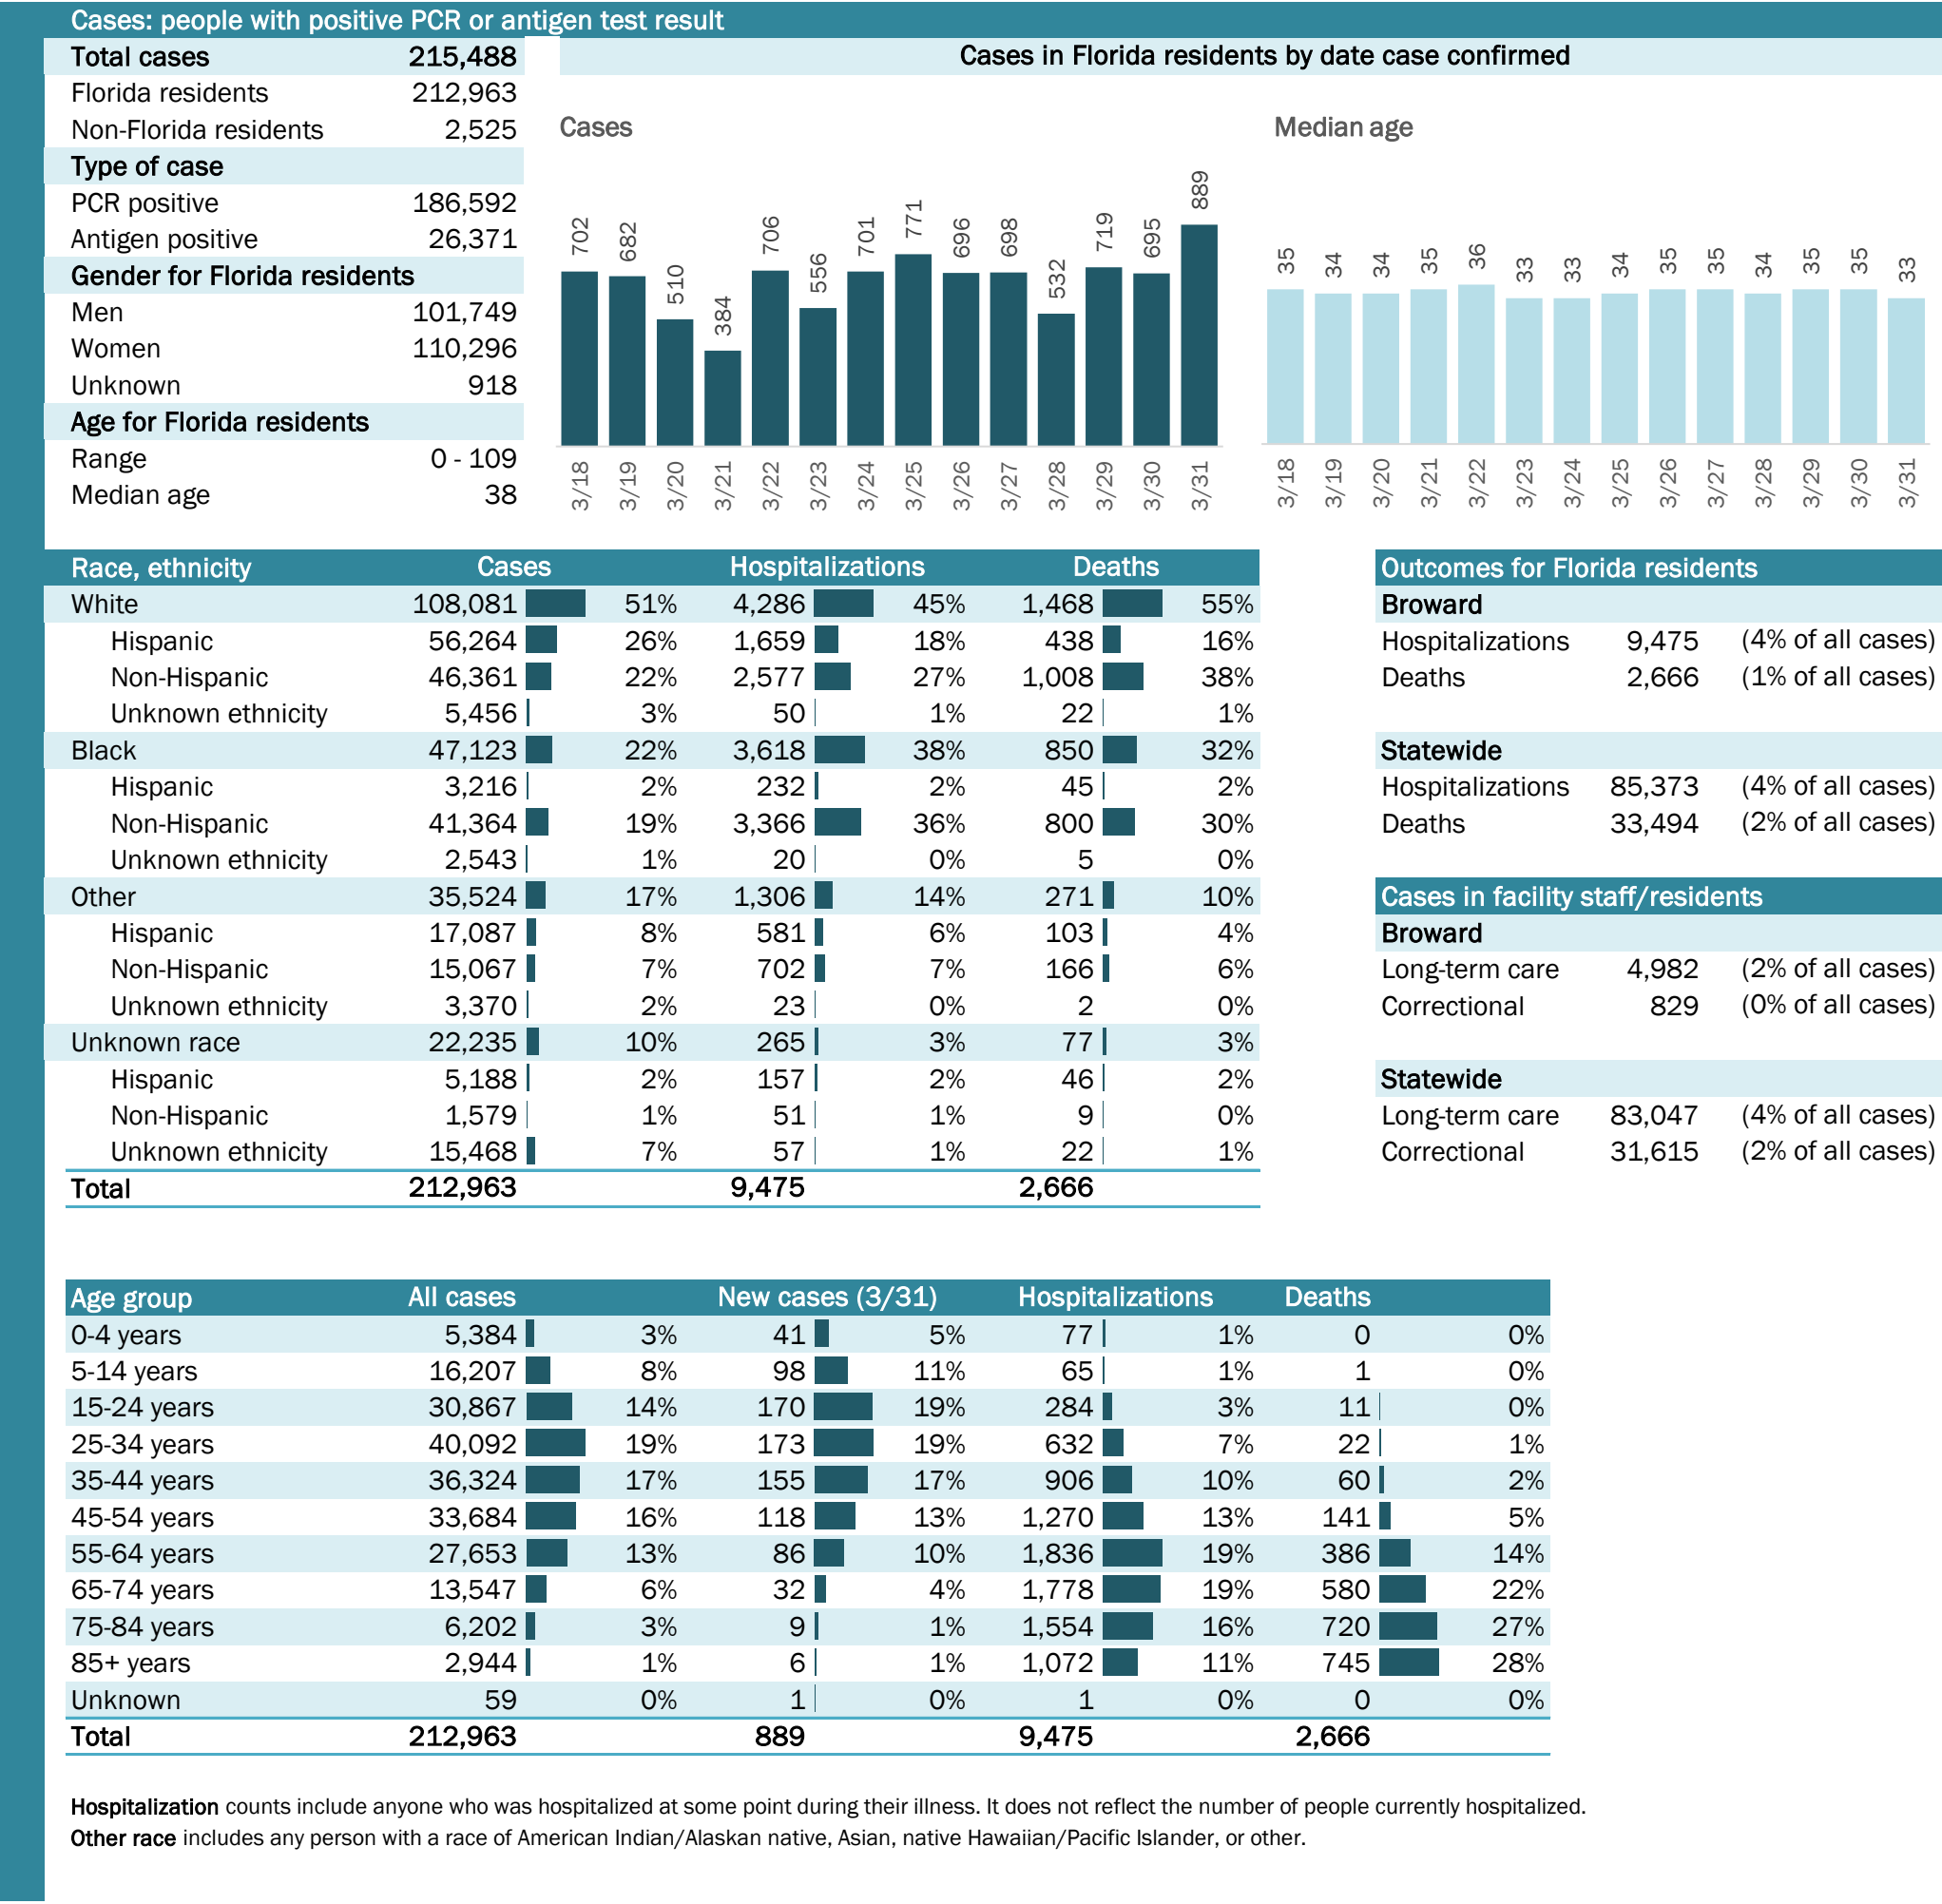 Cases: people with positive PCR or antigen test result
Total cases 215,488
Florida residents 212,963
Non-Florida residents 2,525
Type of case
PCR positive 186,592
Antigen positive 26,371
Gender for Florida residents
Men 101,749
Women 110,296
Unknown 918
Age for Florida residents
Range 0 - 109
Median age 38
Cases in Florida residents by date case confirmed
Cases
702 682 510 384 706 556 701 771 696 698 532 719 695 889
3/18 3/19 3/20 3/21 3/22 3/23 3/24 3/25 3/26 3/27 3/28 3/29 3/30 3/31
Median age
35 34 34 35 36 33 33 34 35 35 34 35 35 33
3/18 3/19 3/20 3/21 3/22 3/23 3/24 3/25 3/26 3/27 3/28 3/29 3/30 3/31
Race, ethnicity Cases Hospitalizations Deaths
White 108,081 51% 4,286 45% 1,468 55%
Hispanic 56,264 26% 1,659 18% 438 16%
Non-Hispanic 46,361 22% 2,577 27% 1,008 38%
Unknown ethnicity 5,456 3% 50 1% 22 1%
Black 47,123 22% 3,618 38% 850 32%
Hispanic 3,216 2% 232 2% 45 2%
Non-Hispanic 41,364 19% 3,366 36% 800 30%
Unknown ethnicity 2,543 1% 20 0% 5 0%
Other 35,524 17% 1,306 14% 271 10%
Hispanic 17,087 8% 581 6% 103 4%
Non-Hispanic 15,067 7% 702 7% 166 6%
Unknown ethnicity 3,370 2% 23 0% 2 0%
Unknown race 22,235 10% 265 3% 77 3%
Hispanic 5,188 2% 157 2% 46 2%
Non-Hispanic 1,579 1% 51 1% 9 0%
Unknown ethnicity 15,468 7% 57 1% 22 1%
Total 212,963 9,475 2,666
Outcomes for Florida residents
Broward
Hospitalizations 9,475 (4% of all cases)
Deaths 2,666 (1% of all cases)
Statewide
Hospitalizations 85,373 (4% of all cases)
Deaths 33,494 (2% of all cases)
Cases in facility staff/residents
Broward
Long-term care 4,982 (2% of all cases)
Correctional 829 (0% of all cases)
Statewide
Long-term care 83,047 (4% of all cases)
Correctional 31,615 (2% of all cases)
Age group All cases New cases (3/31) Hospitalizations Deaths
0-4 years 5,384 3% 41 5% 77 1% 0 0%
5-14 years 16,207 8% 98 11% 65 1% 1 0%
15-24 years 30,867 14% 170 19% 284 3% 11 0%
25-34 years 40,092 19% 173 19% 632 7% 22 1%
35-44 years 36,324 17% 155 17% 906 10% 60 2%
45-54 years 33,684 16% 118 13% 1,270 13% 141 5%
55-64 years 27,653 13% 86 10% 1,836 19% 386 14%
65-74 years 13,547 6% 32 4% 1,778 19% 580 22%
75-84 years 6,202 3% 9 1% 1,554 16% 720 27%
85+ years 2,944 1% 6 1% 1,072 11% 745 28%
Unknown 59 0% 1 0% 1 0% 0 0%
Total 212,963 889 9,475 2,666
Hospitalization counts include anyone who was hospitalized at some point during their illness. It does not reflect the number of people currently hospitalized.
Other race includes any person with a race of American Indian/Alaskan native, Asian, native Hawaiian/Pacific Islander, or other.